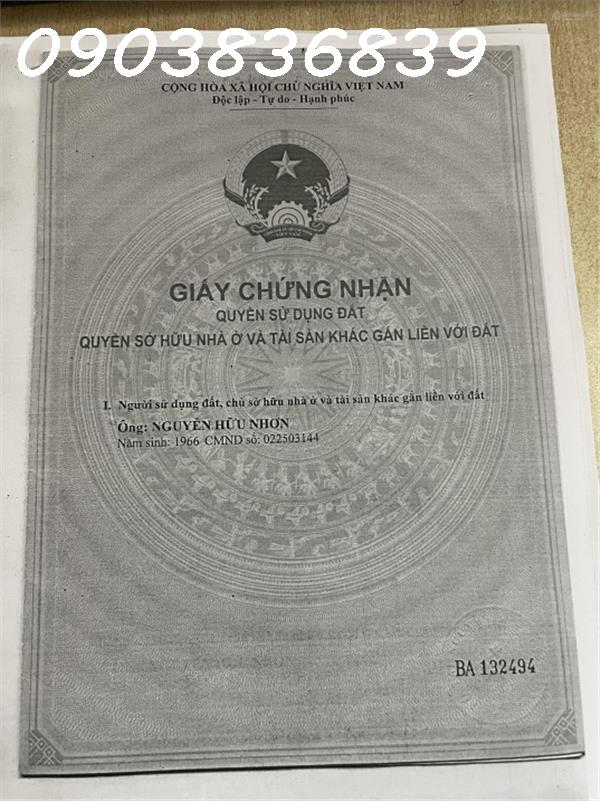 0903836839
CỘNG HÒA XÃ HỘI CHỦ NGHĨA VIỆT NAM
Độc lập - Tự do - Hạnh phúc
GIẤY CHỨNG NHẬN
QUYỀN SỬ DỤNG ĐẤT
QUYỀN SỞ HỮU NHÀ Ở VÀ TÀI SẢN KHÁC GẮN LIỀN VỚI ĐẤT
I. Người sử dụng đất, chủ sở hữu nhà ở và tài sản khác gắn liền với đất
Ông: NGUYỄN HỮU NHƠN
Năm sinh: 1966 CMND số: 022503144
BA 132494